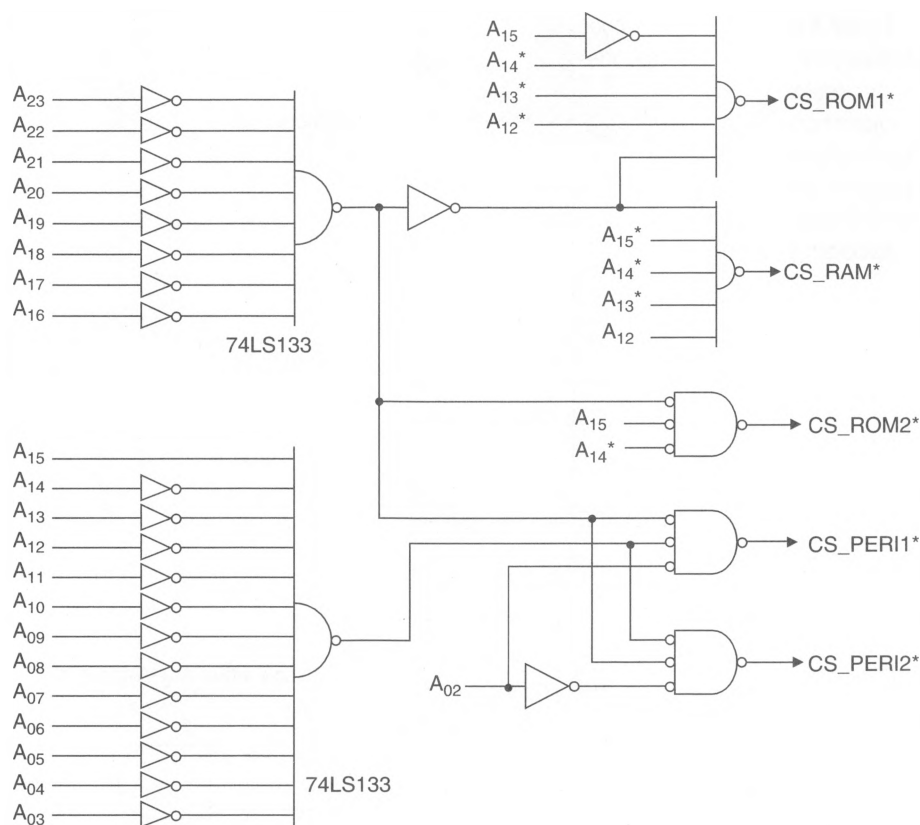 A23
A22
A21
A20
A19
A18
A17
A16
74LS133
A15
A14*
A13*
A12*
CS_ROM1*
A15*
A14*
A13*
A12
CS_RAM*
A15
A14*
CS_ROM2*
A15
A14
A13
A12
A11
A10
A09
A08
A07
A06
A05
A04
A03
74LS133
CS_PERI1*
A02
CS_PERI2*